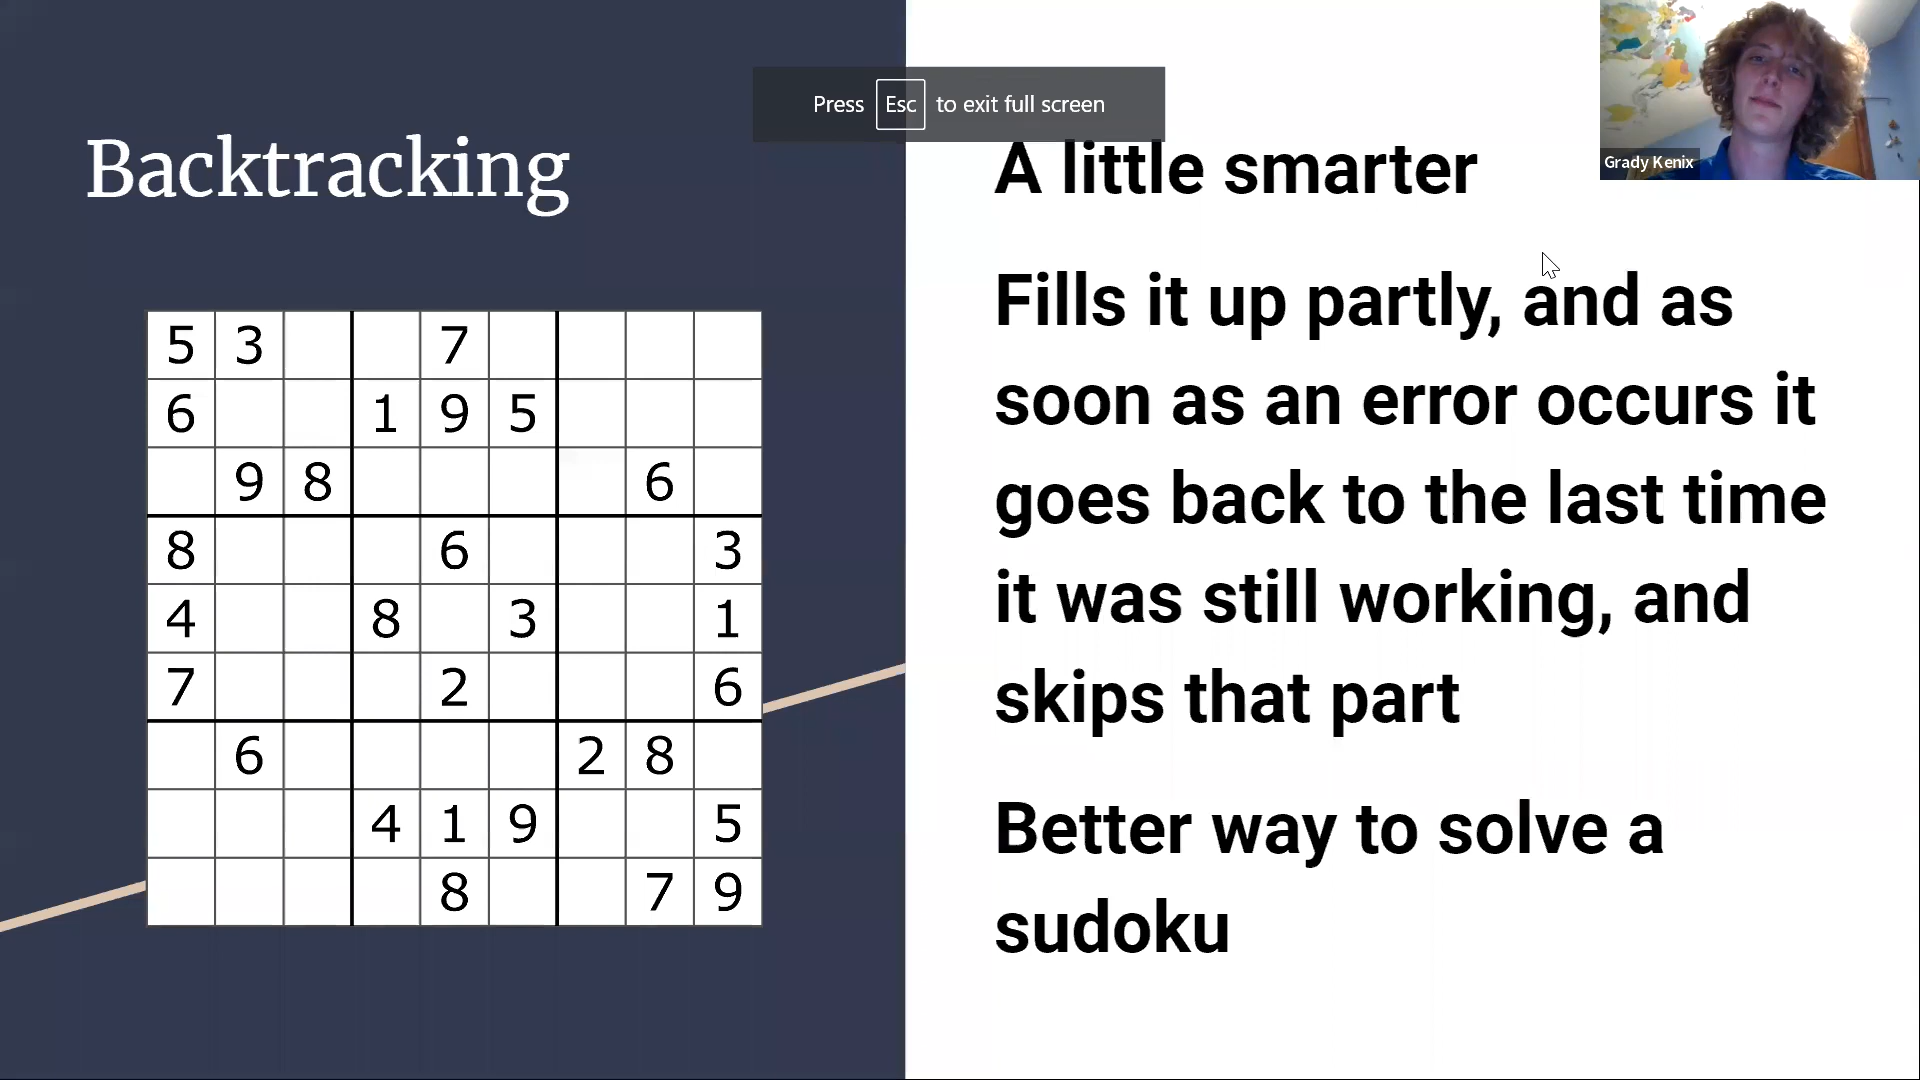 Press Esc to exit full screen
Grady Kenix
Backtracking
5 3 7
6 1 9 5
9 8 6
8 6 3
4 8 3 1
7 2 6
6 2 8
4 1 9 5
8 7 9
A little smarter
Fills it up partly, and as
soon as an error occurs it
goes back to the last time
it was still working, and
skips that part
Better way to solve a
sudoku